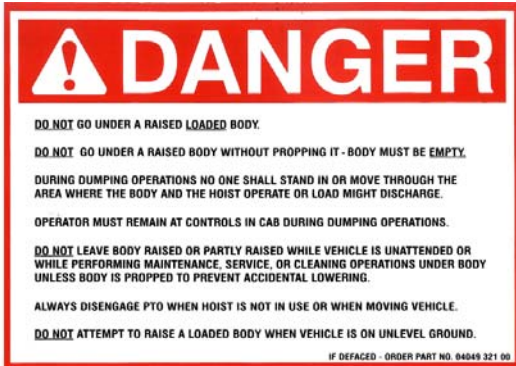 DANGER
DO NOT GO UNDER A RAISED LOADED BODY.
DO NOT GO UNDER A RAISED BODY WITHOUT PROPPING IT - BODY MUST BE EMPTY.
DURING DUMPING OPERATIONS NO ONE SHALL STAND IN OR MOVE THROUGH THE
AREA WHERE THE BODY AND THE HOIST OPERATE OR LOAD MIGHT DISCHARGE.
OPERATOR MUST REMAIN AT CONTROLS IN CAB DURING DUMPING OPERATIONS.
DO NOT LEAVE BODY RAISED OR PARTLY RAISED WHILE VEHICLE IS UNATTENDED OR
WHILE PERFORMING MAINTENANCE, SERVICE, OR CLEANING OPERATIONS UNDER BODY
UNLESS BODY IS PROPPED TO PREVENT ACCIDENTAL LOWERING.
ALWAYS DISENGAGE PTO WHEN HOIST IS NOT IN USE OR WHEN MOVING VEHICLE.
DO NOT ATTEMPT TO RAISE A LOADED BODY WHEN VEHICLE IS ON UNLEVEL GROUND.
IF DEFACED - ORDER PART NO. 04049 321 00